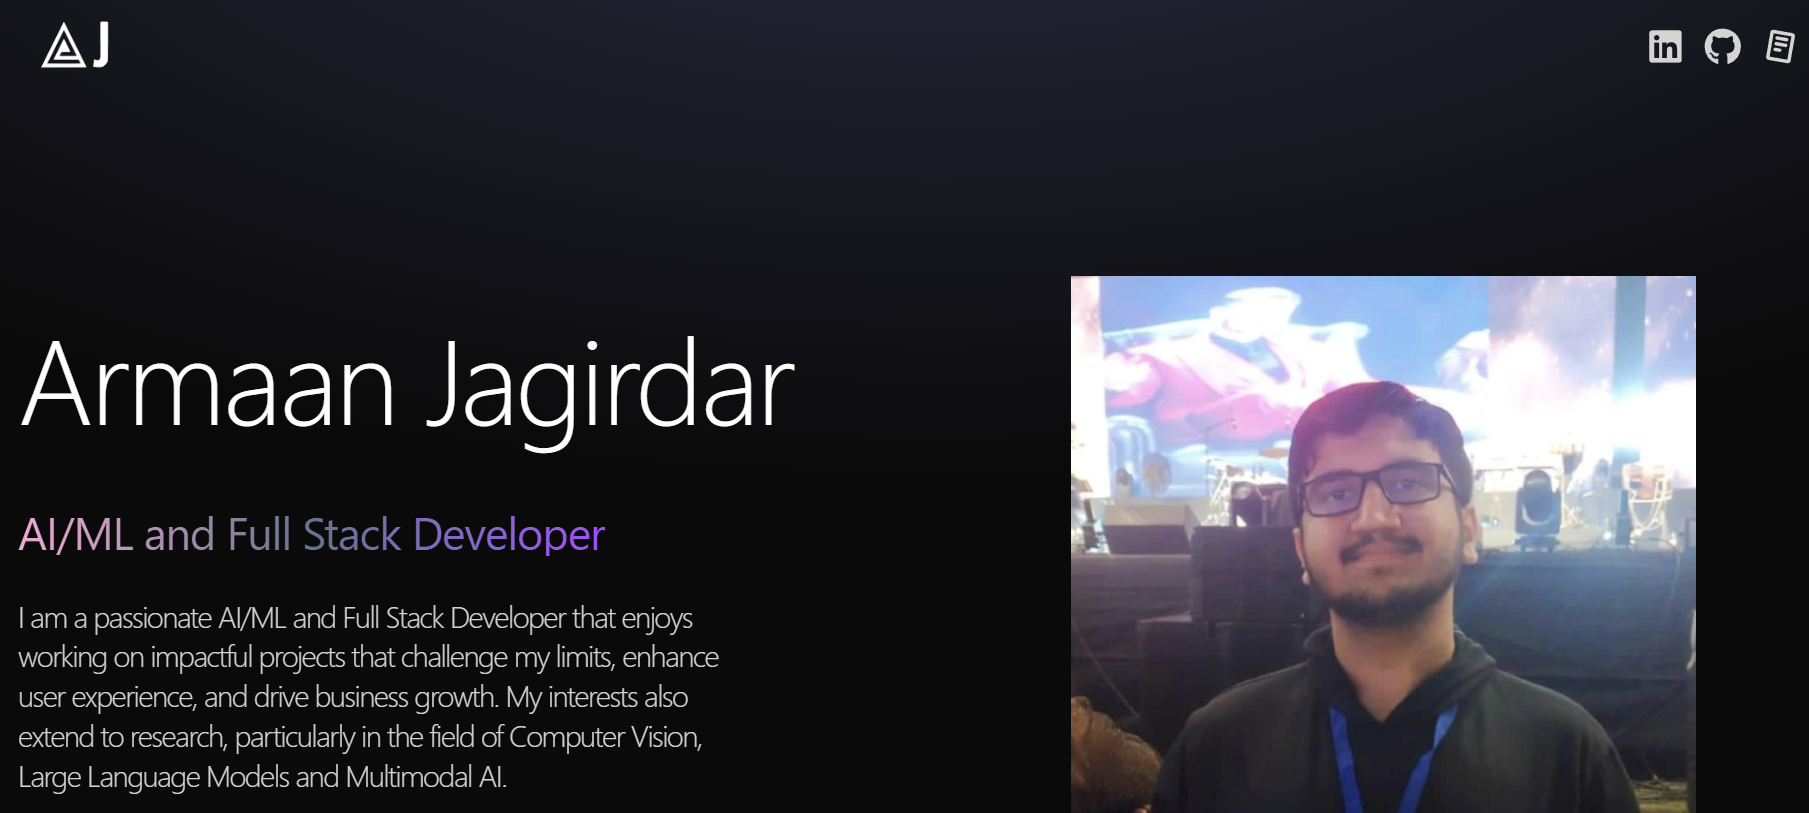 AJ
in
Armaan Jagirdar
AI/ML and Full Stack Developer
I am a passionate AI/ML and Full Stack Developer that enjoys
working on impactful projects that challenge my limits, enhance
user experience, and drive business growth. My interests also
extend to research, particularly in the field of Computer Vision,
Large Language Models and Multimodal AI.